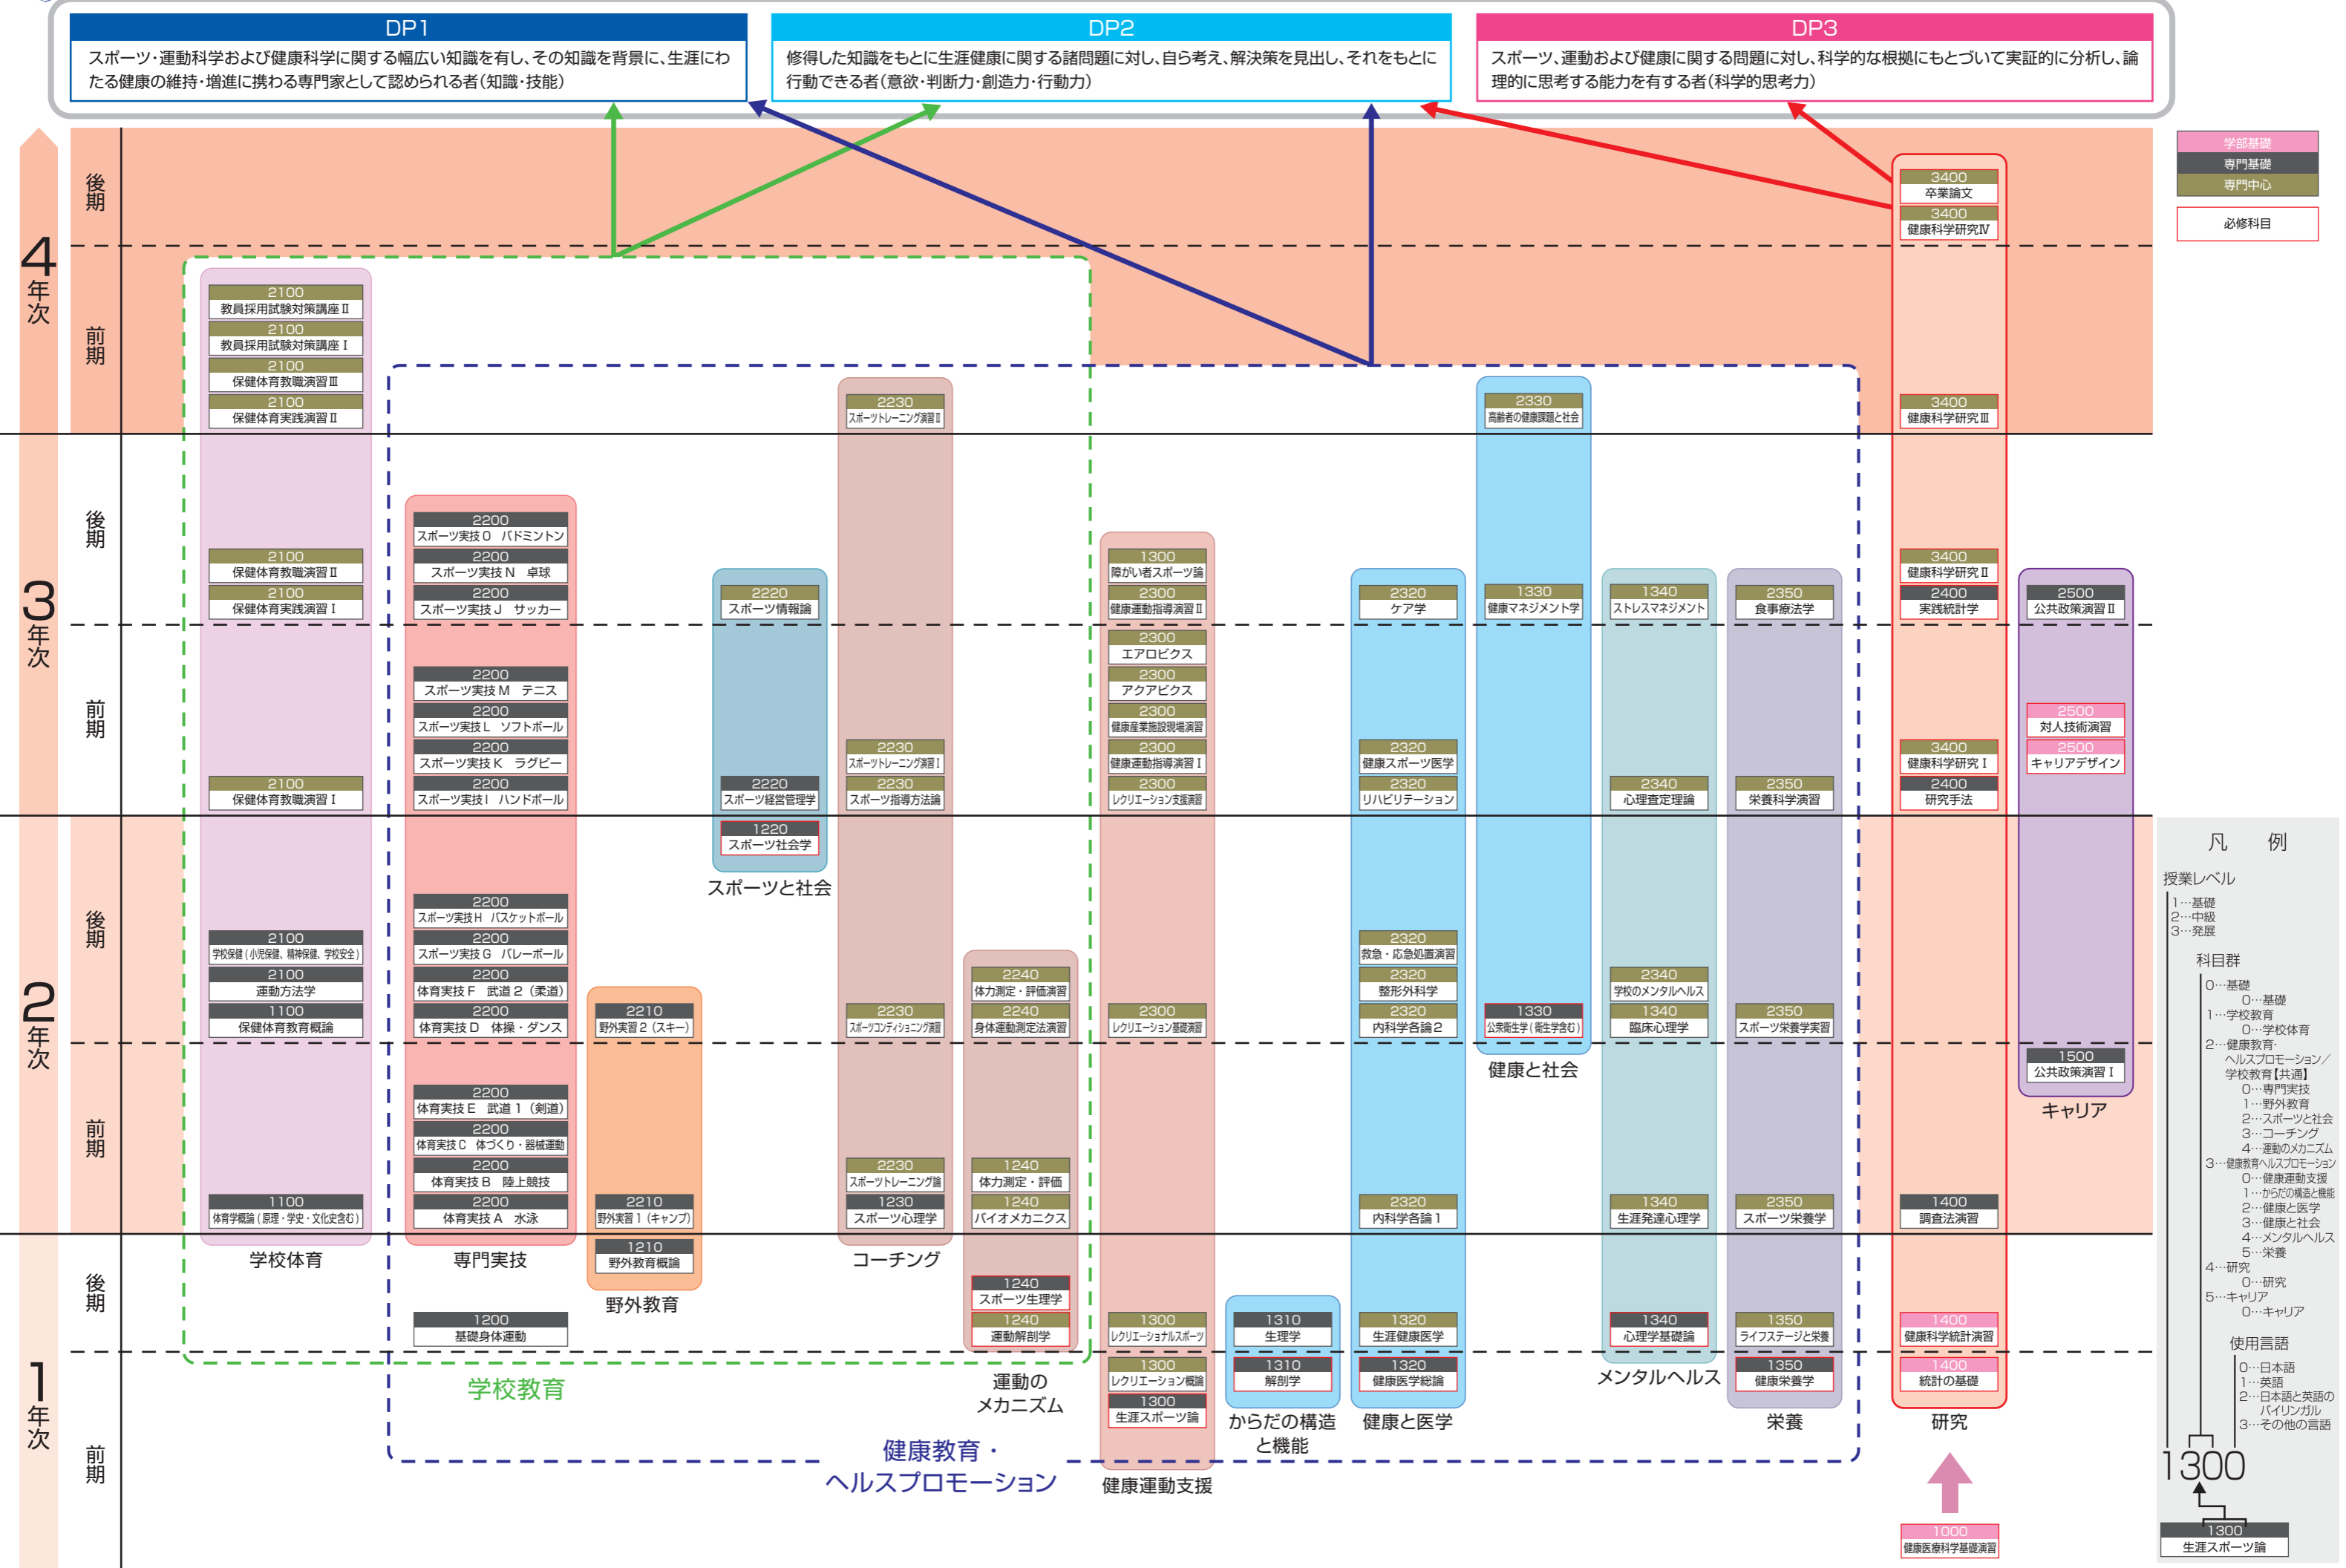 DP1
スポーツ・運動科学および健康科学に関する幅広い知識を有し、その知識を背景に、生涯にわ
たる健康の維持・増進に携わる専門家として認められる者（知識・技能）
DP2
修得した知識をもとに生涯健康に関する諸問題に対し、自ら考え、解決策を見出し、それをもとに
行動できる者（意欲・判断力・創造力・行動力）
DP3
スポーツ、運動および健康に関する問題に対し、科学的な根拠にもとづいて実証的に分析し、論
理的に思考する能力を有する者（科学的思考力）
学部基礎
専門基礎
専門中心
必修科目
4年次
後期
前期
3年次
後期
前期
2年次
後期
前期
1年次
後期
前期
2100
教員採用試験対策講座Ⅱ
2100
教員採用試験対策講座Ⅰ
2100
保健体育教職演習Ⅲ
2100
保健体育実践演習Ⅱ
2100
保健体育教職演習Ⅱ
2100
保健体育実践演習Ⅰ
2100
保健体育教職演習Ⅰ
2100
学校保健（小児保健、精神保健、学校安全）
2100
運動方法学
1100
保健体育教育概論
1100
体育学概論（原理・学史・文化史含む）
学校体育
2200
スポーツ実技O　バドミントン
2200
スポーツ実技N　卓球
2200
スポーツ実技J　サッカー
2200
スポーツ実技M　テニス
2200
スポーツ実技L　ソフトボール
2200
スポーツ実技K　ラグビー
2200
スポーツ実技I　ハンドボール
2200
スポーツ実技H　バスケットボール
2200
スポーツ実技G　バレーボール
2200
体育実技F　武道2（柔道）
2200
体育実技D　体操・ダンス
2200
体育実技E　武道1（剣道）
2200
体育実技C　体づくり・器械運動
2200
体育実技B　陸上競技
2200
体育実技A　水泳
専門実技
1200
基礎身体運動
2210
野外実習2（スキー）
2210
野外実習1（キャンプ）
1210
野外教育概論
野外教育
2220
スポーツ情報論
2220
スポーツ経営管理学
1220
スポーツ社会学
スポーツと社会
2230
スポーツトレーニング演習Ⅱ
2230
スポーツトレーニング演習Ⅰ
2230
スポーツ指導方法論
2230
スポーツコンディショニング演習
2230
スポーツトレーニング論
1230
スポーツ心理学
コーチング
2240
体力測定・評価演習
2240
身体運動測定法演習
1240
体力測定・評価
1240
バイオメカニクス
1240
スポーツ生理学
1240
運動解剖学
運動の
メカニズム
学校教育
1300
障がい者スポーツ論
2300
健康運動指導演習Ⅱ
2300
エアロビクス
2300
アクアビクス
2300
健康産業施設現場演習
2300
健康運動指導演習Ⅰ
2300
レクリエーション支援演習
2300
レクリエーション基礎演習
1300
レクリエーショナルスポーツ
1300
レクリエーション概論
1300
生涯スポーツ論
健康運動支援
1310
生理学
1310
解剖学
からだの構造
と機能
2320
ケア学
2320
健康スポーツ医学
2320
リハビリテーション
2320
救急・応急処置演習
2320
整形外科学
2320
内科学各論2
2320
内科学各論1
1320
生涯健康医学
1320
健康医学総論
健康と医学
2330
高齢者の健康課題と社会
1330
健康マネジメント学
1330
公衆衛生学（衛生学含む）
健康と社会
1340
ストレスマネジメント
2340
心理査定理論
2340
学校のメンタルヘルス
1340
臨床心理学
1340
生涯発達心理学
1340
心理学基礎論
メンタルヘルス
2350
食事療法学
2350
栄養科学演習
2350
スポーツ栄養学実習
2350
スポーツ栄養学
1350
ライフステージと栄養
1350
健康栄養学
栄養
健康教育・
ヘルスプロモーション
3400
卒業論文
3400
健康科学研究Ⅳ
3400
健康科学研究Ⅲ
3400
健康科学研究Ⅱ
2400
実践統計学
3400
健康科学研究Ⅰ
2400
研究手法
1400
調査法演習
1400
健康科学統計演習
1400
統計の基礎
研究
1000
健康医療科学基礎演習
2500
公共政策演習Ⅱ
2500
対人技術演習
2500
キャリアデザイン
1500
公共政策演習Ⅰ
キャリア
凡　例
授業レベル
1…基礎
2…中級
3…発展
科目群
0…基礎
0…基礎
1…学校教育
0…学校体育
2…健康教育・
ヘルスプロモーション／
学校教育【共通】
0…専門実技
1…野外教育
2…スポーツと社会
3…コーチング
4…運動のメカニズム
3…健康教育ヘルスプロモーション
0…健康運動支援
1…からだの構造と機能
2…健康と医学
3…健康と社会
4…メンタルヘルス
5…栄養
4…研究
0…研究
5…キャリア
0…キャリア
使用言語
0…日本語
1…英語
2…日本語と英語の
バイリンガル
3…その他の言語
1300
1300
生涯スポーツ論